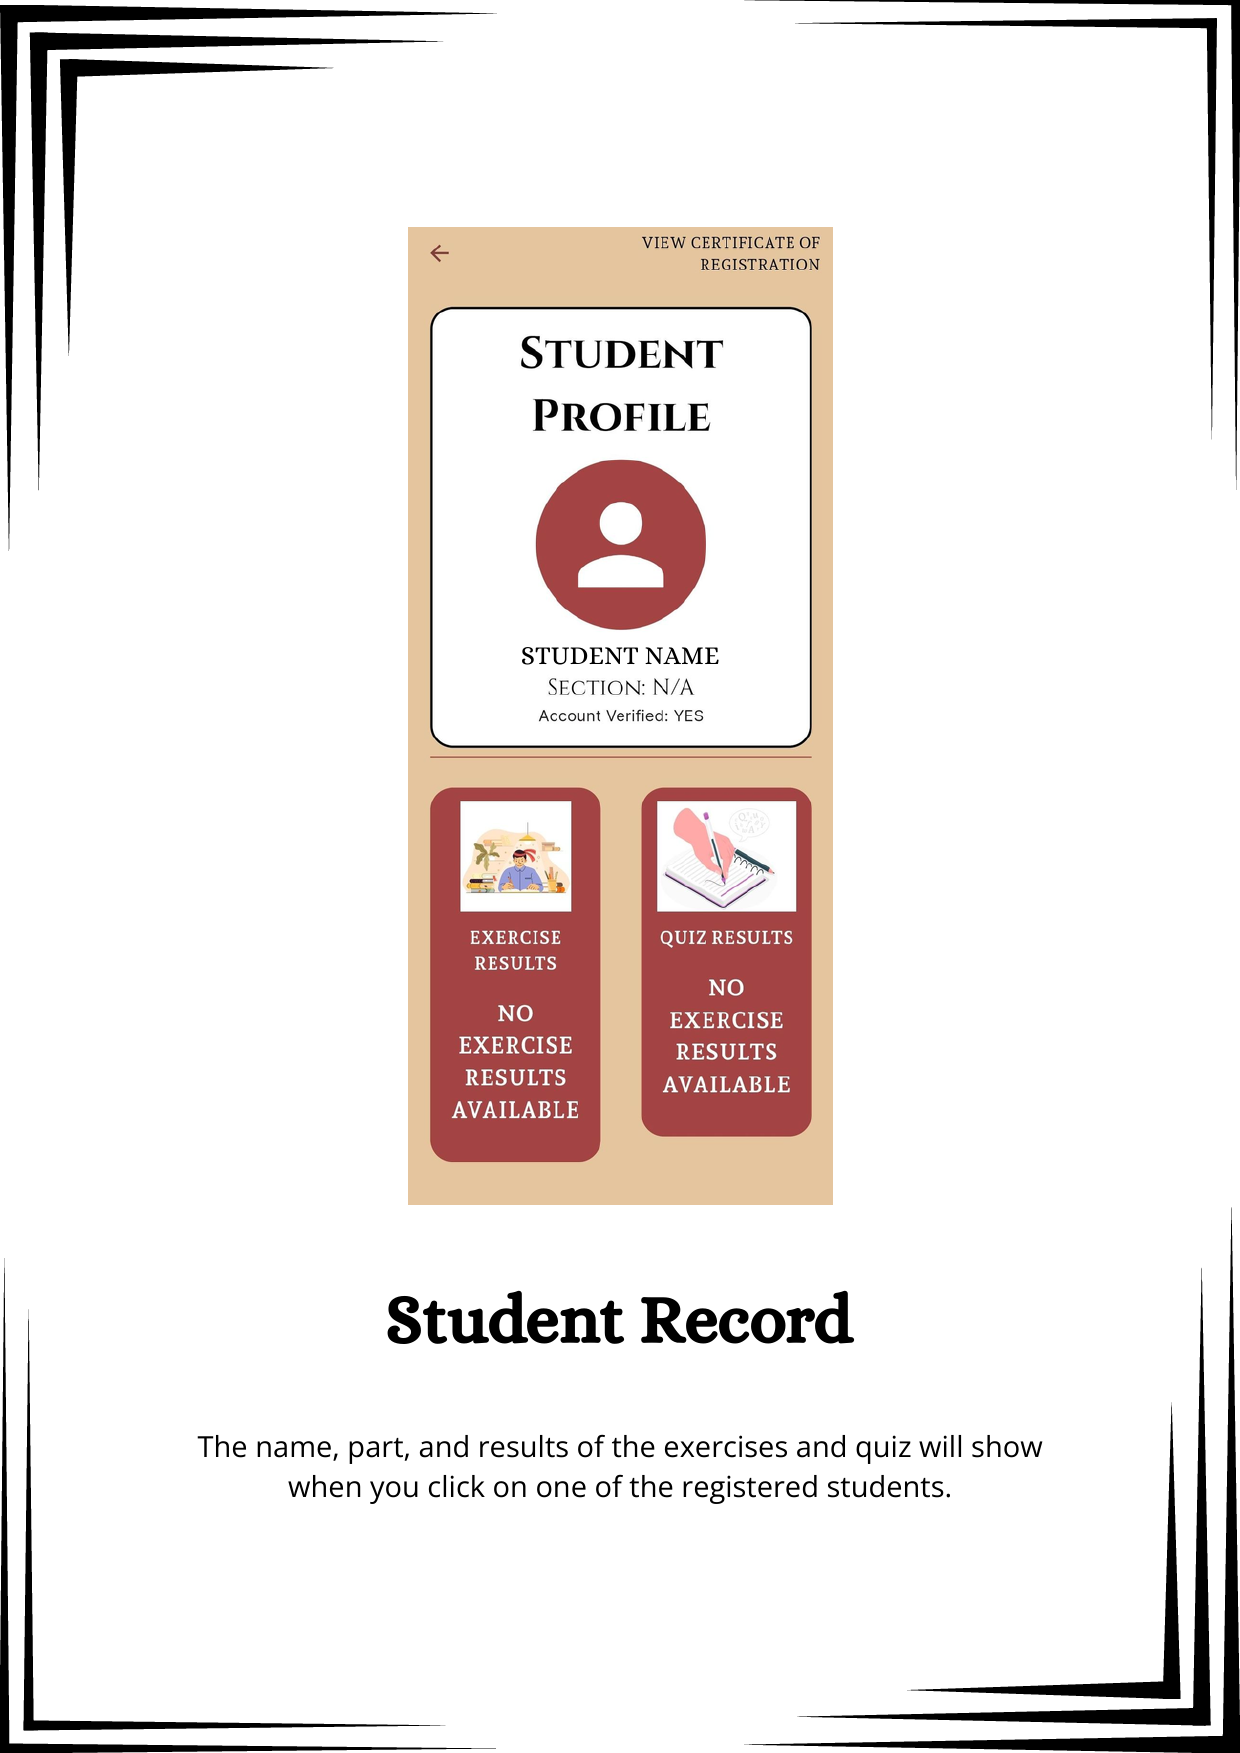 VIEW CERTIFICATE OF
REGISTRATION
STUDENT
PROFILE
STUDENT NAME
SECTION: N/A
Account Verified: YES
EXERCISE
RESULTS
NO
EXERCISE
RESULTS
AVAILABLE
QUIZ RESULTS
NO
EXERCISE
RESULTS
AVAILABLE
Student Record
The name, part, and results of the exercises and quiz will show
when you click on one of the registered students.